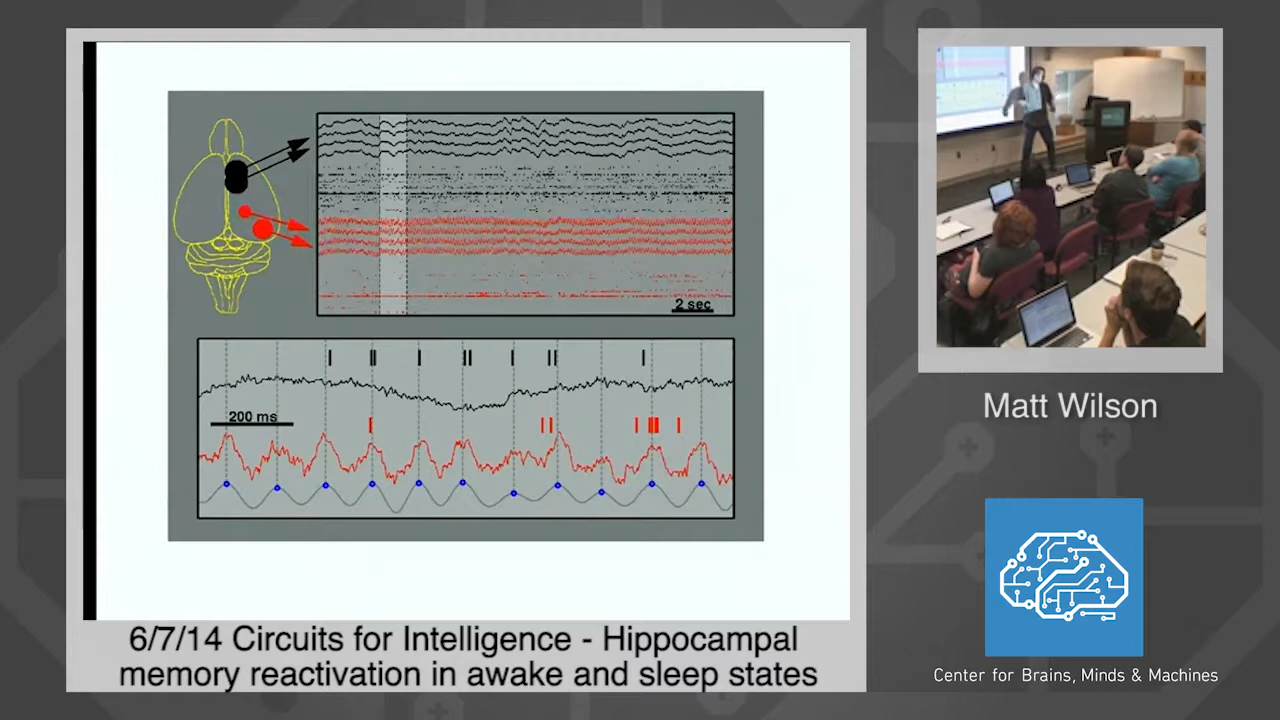 2 sec
200 ms
Matt Wilson
6/7/14 Circuits for Intelligence - Hippocampal
memory reactivation in awake and sleep states
Center for Brains, Minds & Machines